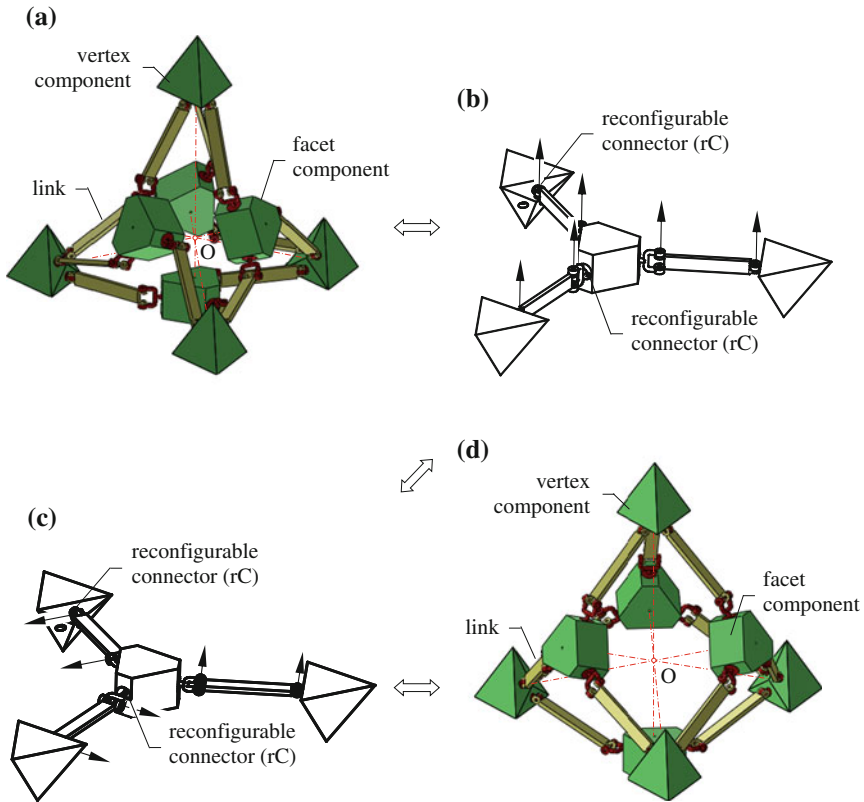 (a)
vertex
component
facet
component
link
O
(b)
reconfigurable
connector (rC)
reconfigurable
connector (rC)
(c)
reconfigurable
connector (rC)
reconfigurable
connector (rC)
(d)
vertex
component
facet
component
link
O